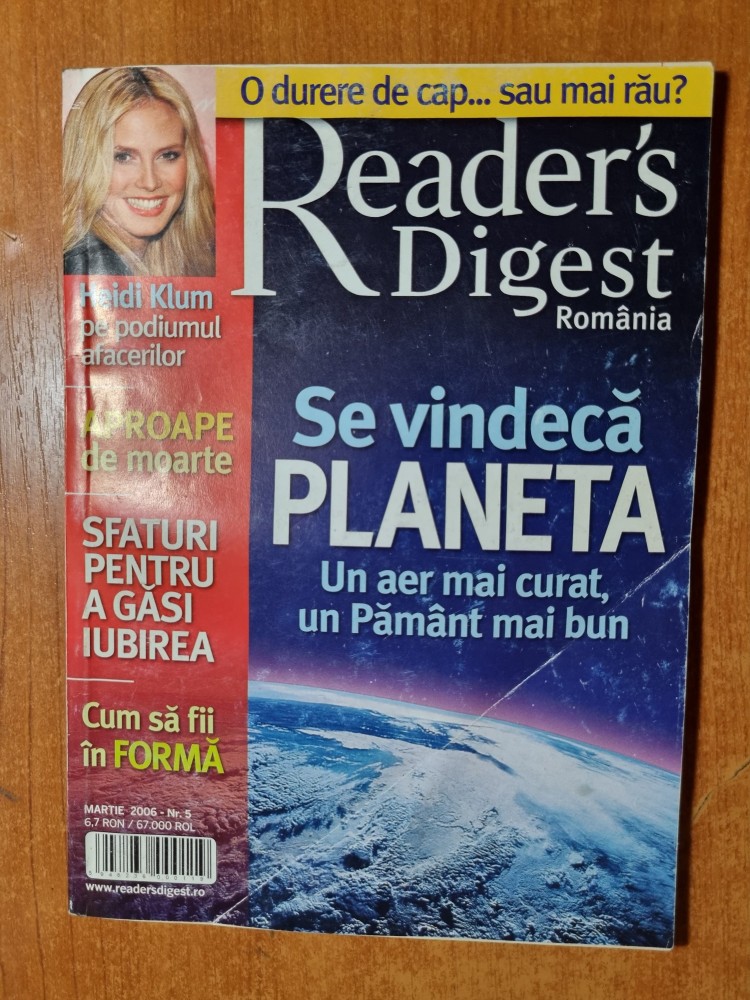 O durere de cap... sau mai rău?
Reader's
Digest
România
Heidi Klum
pe podiumul
afacerilor
APROAPE
de moarte
SFATURI
PENTRU
A GĂSI
IUBIREA
Cum să fii
în FORMĂ
Se vindecă
PLANETA
Un aer mai curat,
un Pământ mai bun
MARTIE 2006 - Nr. 5
6,7 RON / 67.000 ROL
www.readersdigest.ro